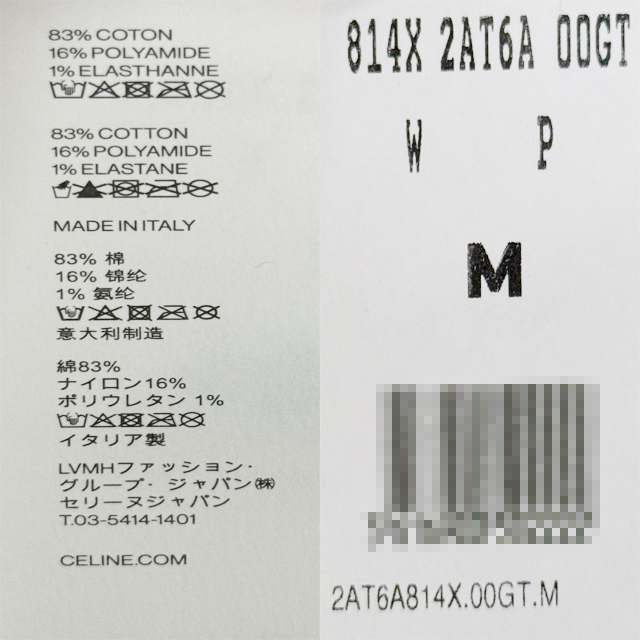 83% COTON
16% POLYAMIDE
1% ELASTHANNE
83% COTTON
16% POLYAMIDE
1% ELASTANE
MADE IN ITALY
83% 棉
16% 锦纶
1% 氨纶
意大利制造
綿83%
ナイロン16%
ポリウレタン 1%
イタリア製
LVMHファッション・
グループ・ジャパン㈱
セリーヌジャパン
T.03-5414-1401
CELINE.COM
814X 2AT6A 00GT
W P
M
2AT6A814X.00GT.M